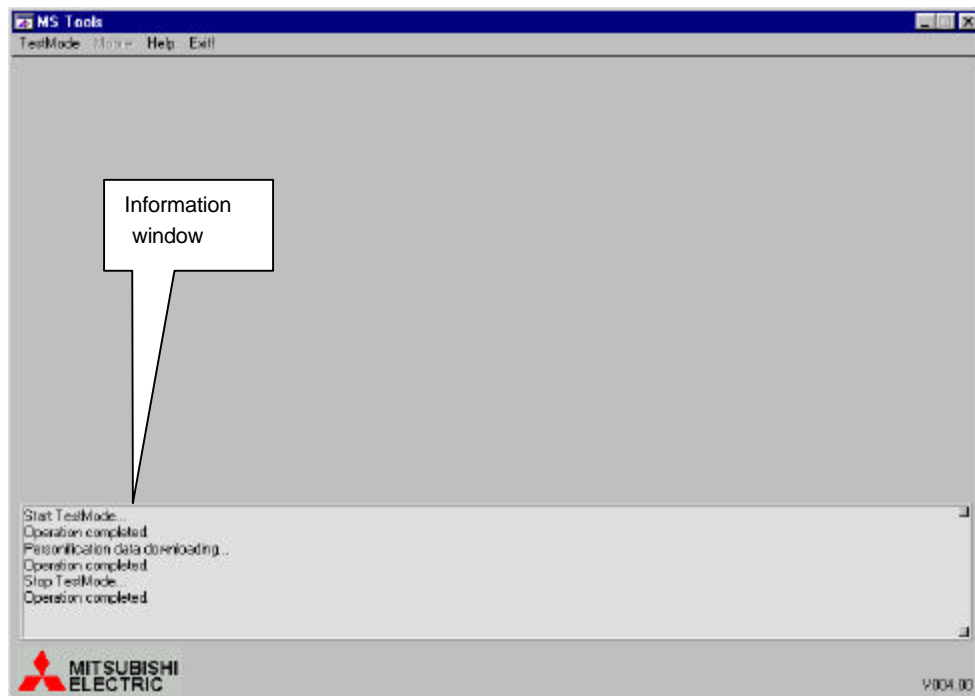 MS Tools
TestMode Help Exit!
Information
window
Start TestMode...
Operation completed.
Personification data downloading...
Operation completed.
Stop TestMode...
Operation completed.
MITSUBISHI
ELECTRIC
V004.00